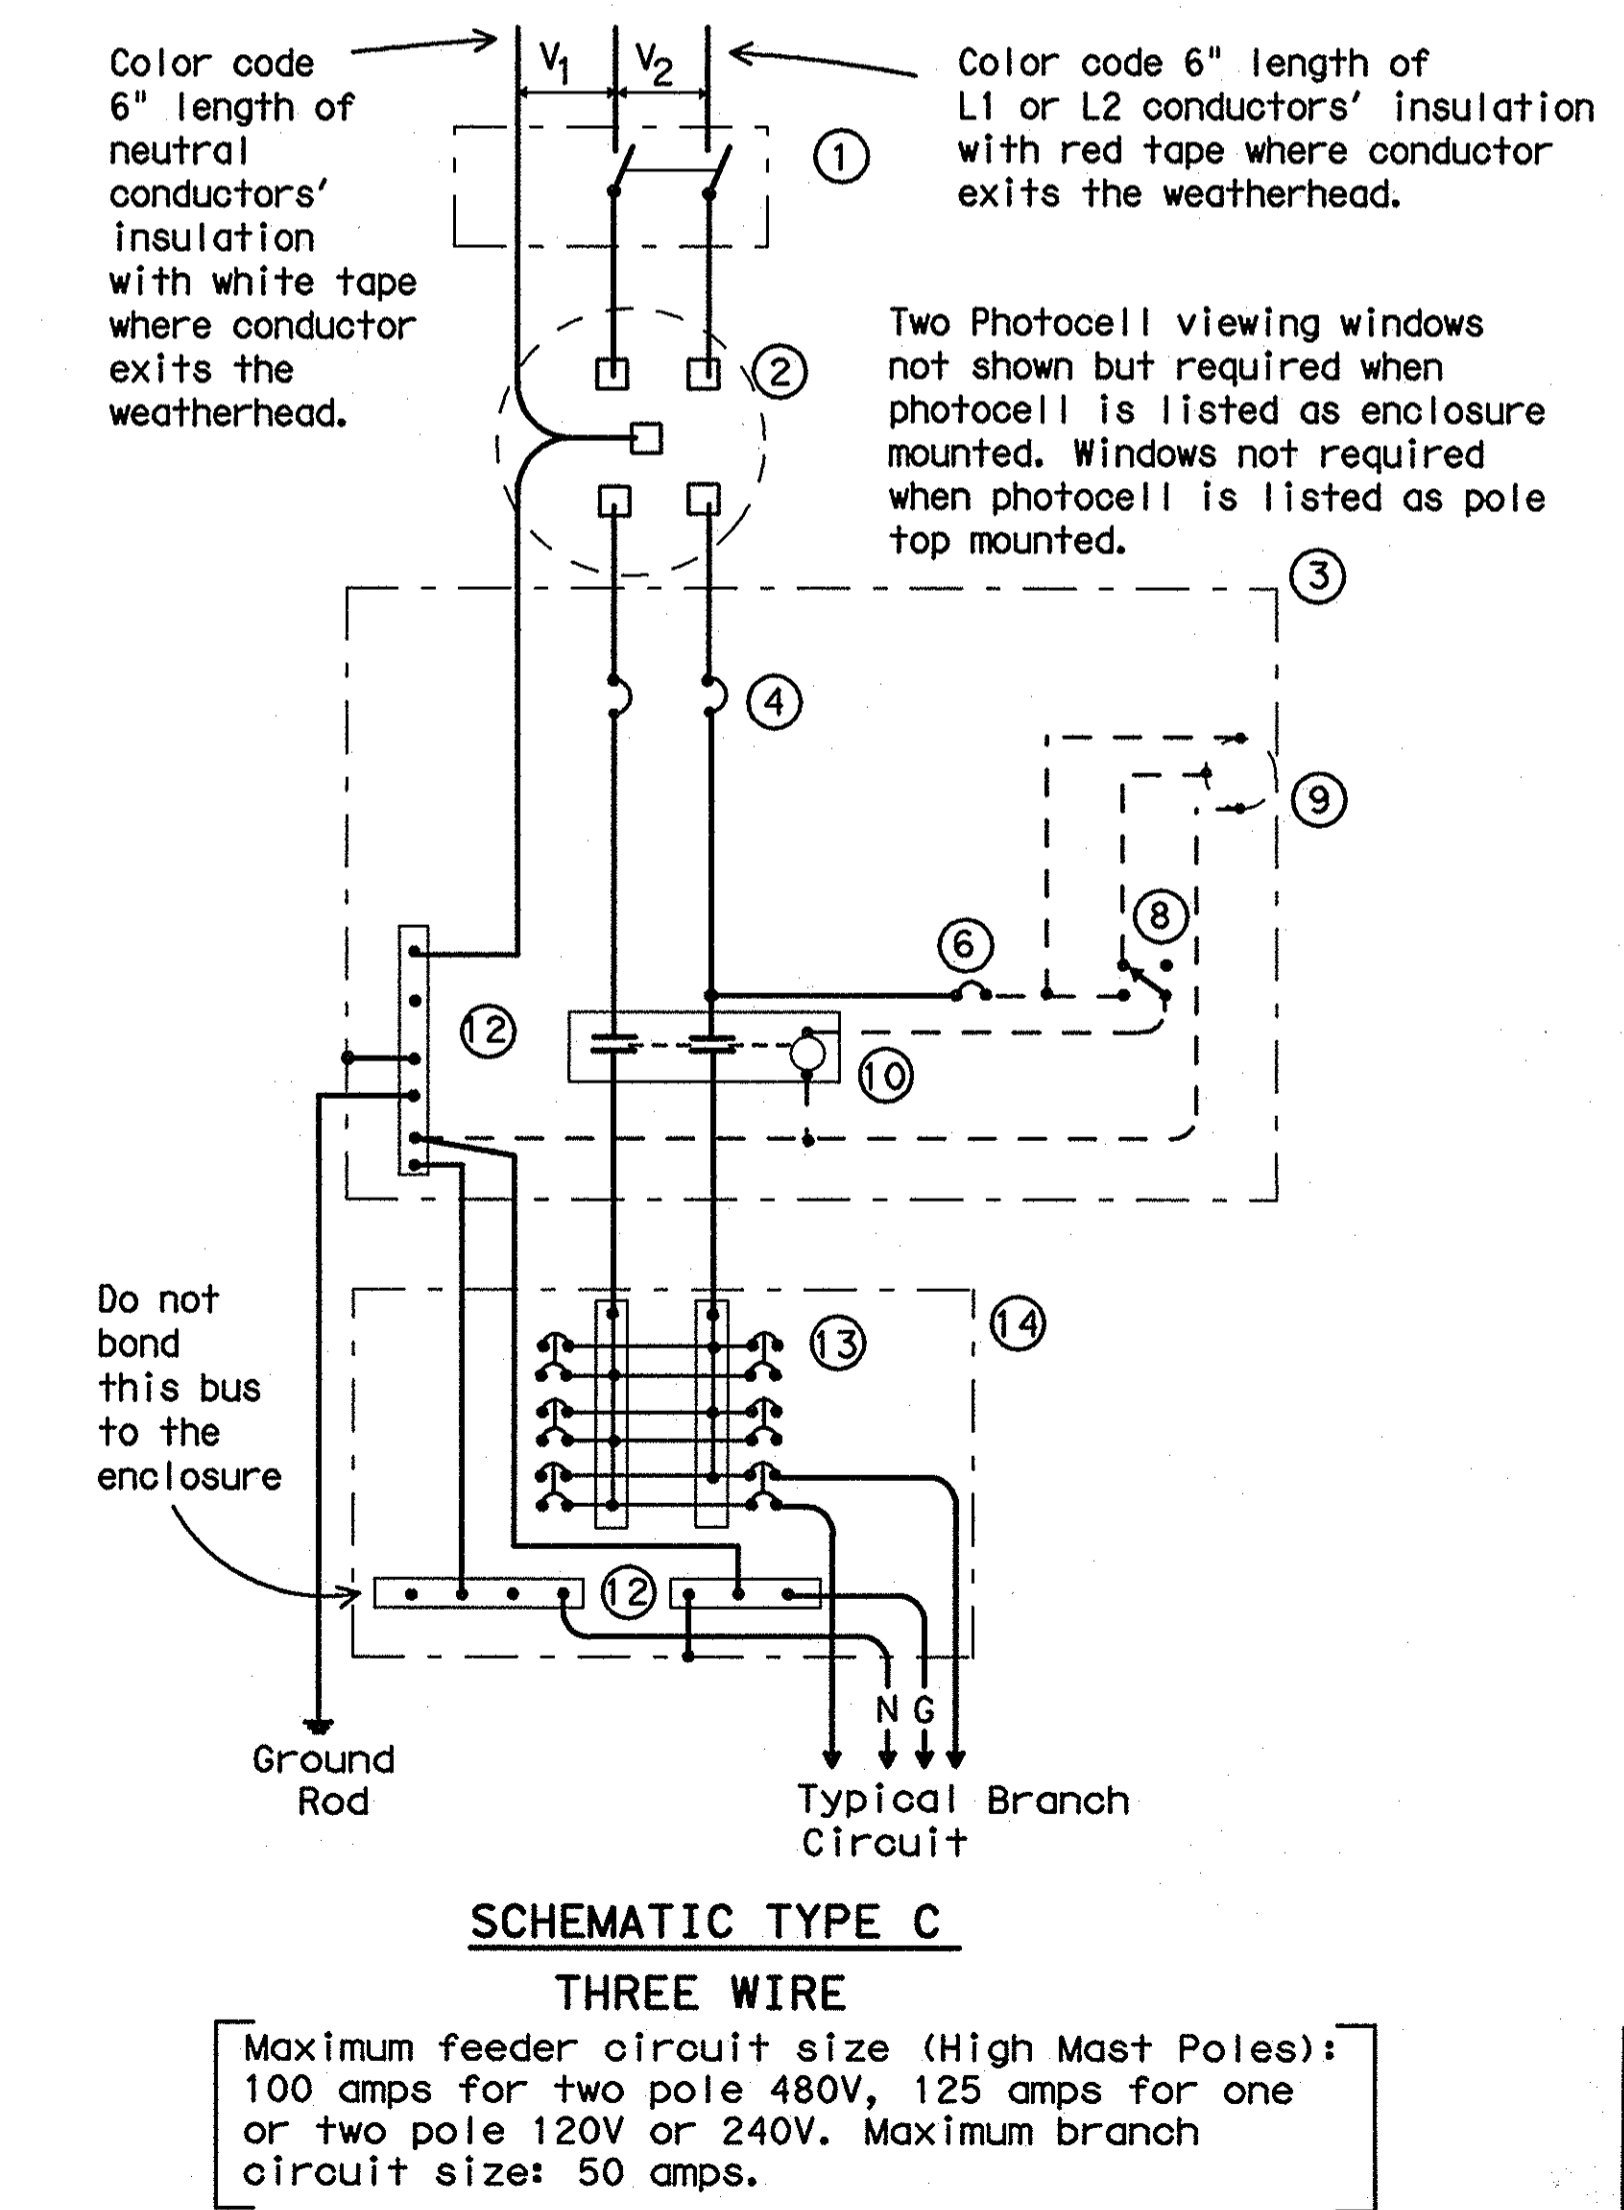 Color code
6" length of
neutral
conductors'
insulation
with white tape
where conductor
exits the
weatherhead.
V1
V2
Color code 6" length of
L1 or L2 conductors' insulation
with red tape where conductor
exits the weatherhead.
1
2
Two Photocell viewing windows
not shown but required when
photocell is listed as enclosure
mounted. Windows not required
when photocell is listed as pole
top mounted.
3
4
9
8
6
12
10
Do not
bond
this bus
to the
enclosure
13
14
12
N G
Ground
Rod
Typical Branch
Circuit
SCHEMATIC TYPE C
THREE WIRE
Maximum feeder circuit size (High Mast Poles):
100 amps for two pole 480V, 125 amps for one
or two pole 120V or 240V. Maximum branch
circuit size: 50 amps.